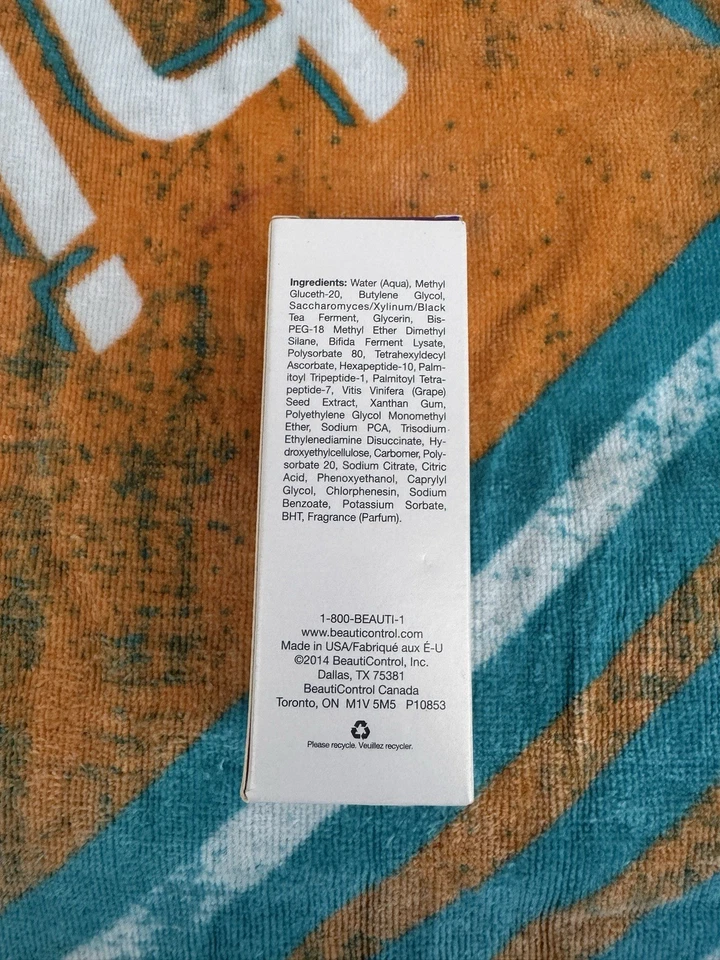 Ingredients: Water (Aqua), Methyl
Gluceth-20, Butylene Glycol,
Saccharomyces/Xylinum/Black
Tea Ferment, Glycerin, Bis-
PEG-18 Methyl Ether Dimethyl
Silane, Bifida Ferment Lysate,
Polysorbate 80, Tetrahexyldecyl
Ascorbate, Hexapeptide-10, Palm-
itoyl Tripeptide-1, Palmitoyl Tetra-
peptide-7, Vitis Vinifera (Grape)
Seed Extract, Xanthan Gum,
Polyethylene Glycol Monomethyl
Ether, Sodium PCA, Trisodium
Ethylenediamine Disuccinate, Hy-
droxyethylcellulose, Carbomer, Poly-
sorbate 20, Sodium Citrate, Citric
Acid, Phenoxyethanol, Caprylyl
Glycol, Chlorphenesin, Sodium
Benzoate, Potassium Sorbate,
BHT, Fragrance (Parfum).
1-800-BEAUTI-1
www.beauticontrol.com
Made in USA/Fabriqué aux É-U
©2014 BeautiControl, Inc.
Dallas, TX 75381
BeautiControl Canada
Toronto, ON M1V 5M5 P10853
Please recycle. Veuillez recycler.